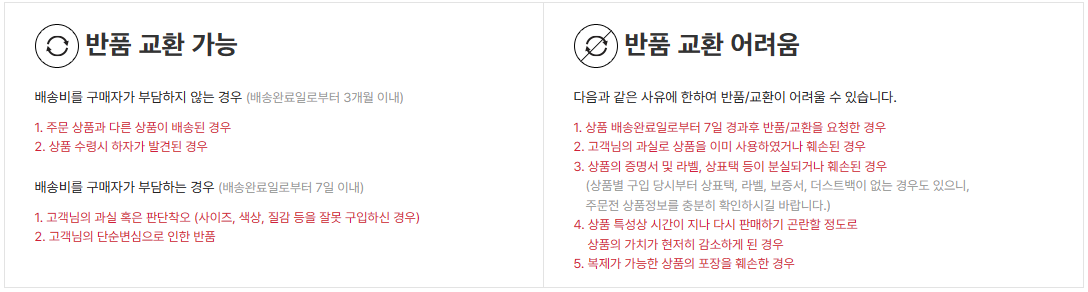 반품 교환 가능
배송비를 구매자가 부담하지 않는 경우 (배송완료일로부터 3개월 이내)
1. 주문 상품과 다른 상품이 배송된 경우
2. 상품 수령시 하자가 발견된 경우
배송비를 구매자가 부담하는 경우 (배송완료일로부터 7일 이내)
1. 고객님의 과실 혹은 판단착오 (사이즈, 색상, 질감 등을 잘못 구입하신 경우)
2. 고객님의 단순변심으로 인한 반품
반품 교환 어려움
다음과 같은 사유에 한하여 반품/교환이 어려울 수 있습니다.
1. 상품 배송완료일로부터 7일 경과후 반품/교환을 요청한 경우
2. 고객님의 과실로 상품을 이미 사용하였거나 훼손된 경우
3. 상품의 증명서 및 라벨, 상표택 등이 분실되거나 훼손된 경우
(상품별 구입 당시부터 상표택, 라벨, 보증서, 더스트백이 없는 경우도 있으니,
주문전 상품정보를 충분히 확인하시길 바랍니다.)
4. 상품 특성상 시간이 지나 다시 판매하기 곤란할 정도로
상품의 가치가 현저히 감소하게 된 경우
5. 복제가 가능한 상품의 포장을 훼손한 경우